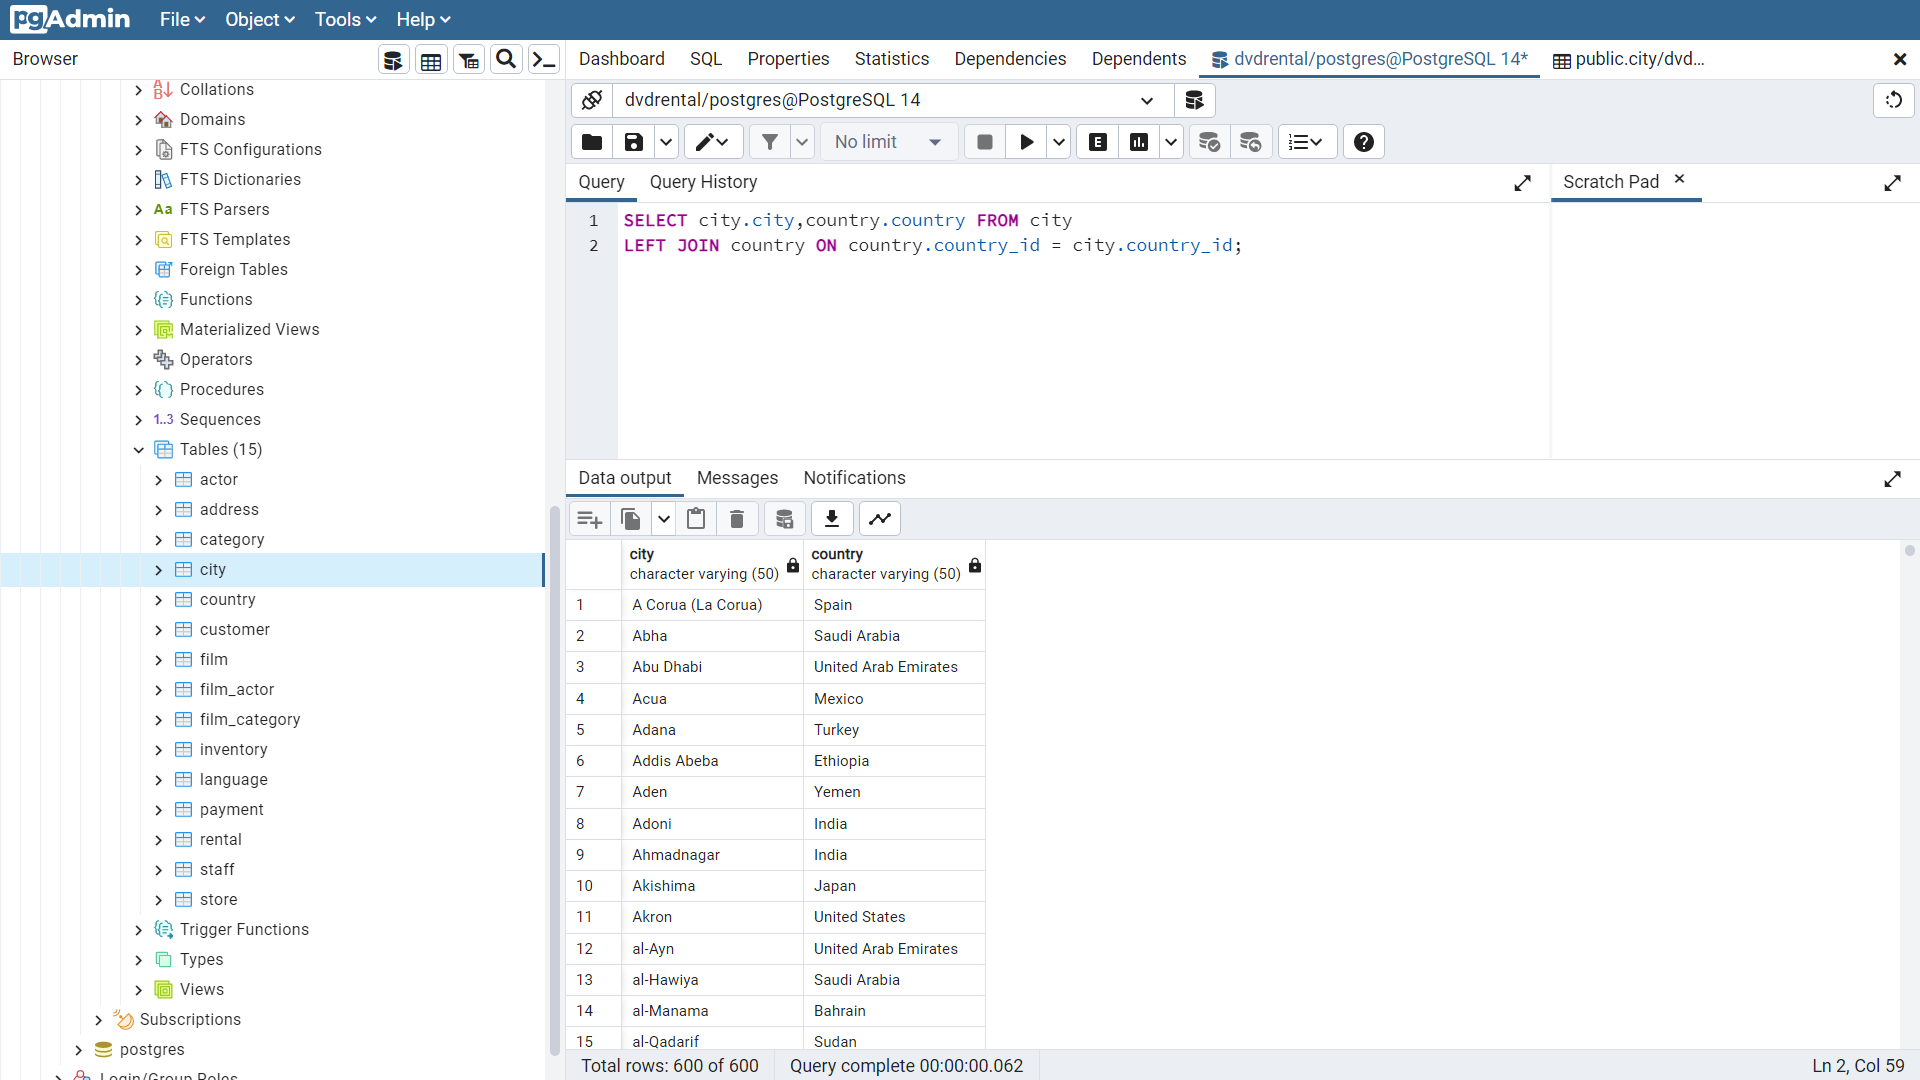 pgAdmin File Object Tools Help
Browser
Dashboard SQL Properties Statistics Dependencies Dependents dvdrental/postgres@PostgreSQL 14* public.city/dvd...
dvdrental/postgres@PostgreSQL 14
No limit
E
Query Query History
Scratch Pad
1 SELECT city.city,country.country FROM city
2 LEFT JOIN country ON country.country_id = city.country_id;
Collations
Domains
FTS Configurations
FTS Dictionaries
Aa FTS Parsers
FTS Templates
Foreign Tables
Functions
Materialized Views
Operators
Procedures
1..3 Sequences
Tables (15)
actor
address
category
city
country
customer
film
film_actor
film_category
inventory
language
payment
rental
staff
store
Trigger Functions
Types
Views
Subscriptions
postgres
Login/Group Roles
Data output Messages Notifications
city country
character varying (50) character varying (50)
1 A Corua (La Corua) Spain
2 Abha Saudi Arabia
3 Abu Dhabi United Arab Emirates
4 Acua Mexico
5 Adana Turkey
6 Addis Abeba Ethiopia
7 Aden Yemen
8 Adoni India
9 Ahmadnagar India
10 Akishima Japan
11 Akron United States
12 al-Ayn United Arab Emirates
13 al-Hawiya Saudi Arabia
14 al-Manama Bahrain
15 al-Qadarif Sudan
Total rows: 600 of 600 Query complete 00:00:00.062 Ln 2, Col 59